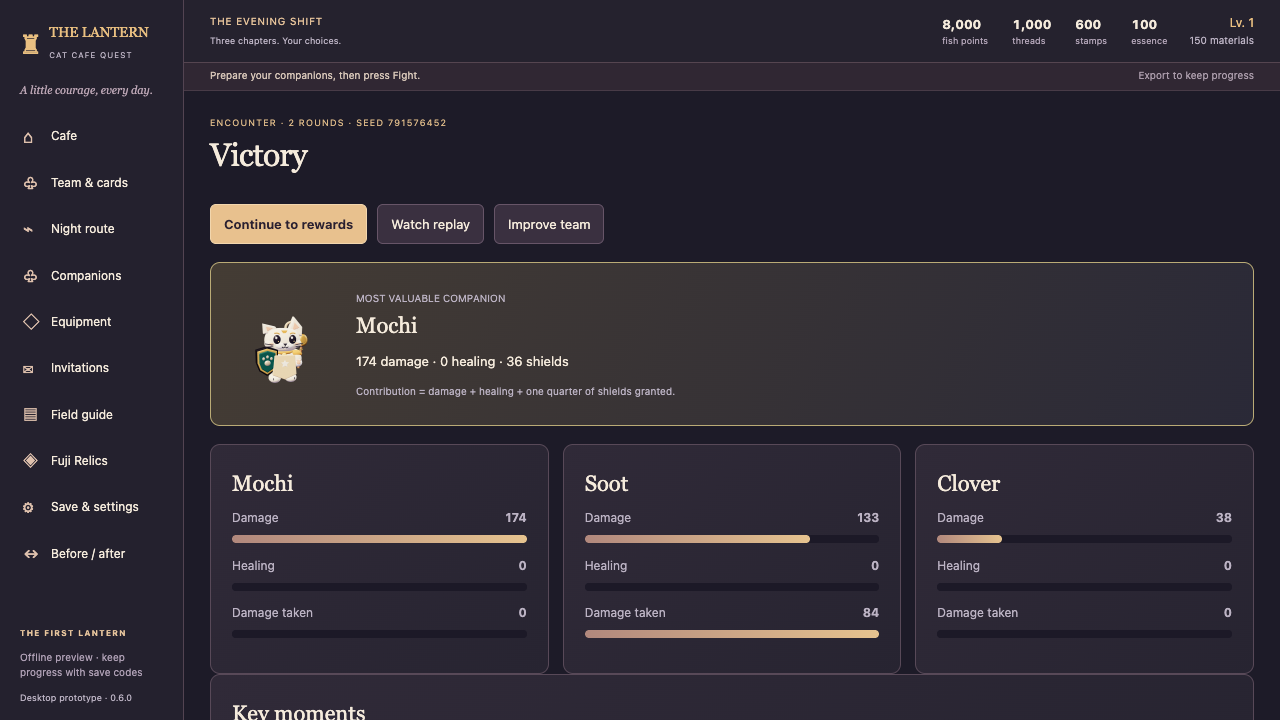 THE LANTERN
CAT CAFE QUEST
A little courage, every day.
Cafe
Team & cards
Night route
Companions
Equipment
Invitations
Field guide
Fuji Relics
Save & settings
Before / after
THE FIRST LANTERN
Offline preview · keep
progress with save codes
Desktop prototype · 0.6.0
THE EVENING SHIFT
Three chapters. Your choices.
8,000 fish points
1,000 threads
600 stamps
100 essence
Lv. 1
150 materials
Prepare your companions, then press Fight.
Export to keep progress
ENCOUNTER · 2 ROUNDS · SEED 791576452
Victory
Continue to rewards
Watch replay
Improve team
MOST VALUABLE COMPANION
Mochi
174 damage · 0 healing · 36 shields
Contribution = damage + healing + one quarter of shields granted.
Mochi
Damage 174
Healing 0
Damage taken 0
Soot
Damage 133
Healing 0
Damage taken 84
Clover
Damage 38
Healing 0
Damage taken 0
Key moments